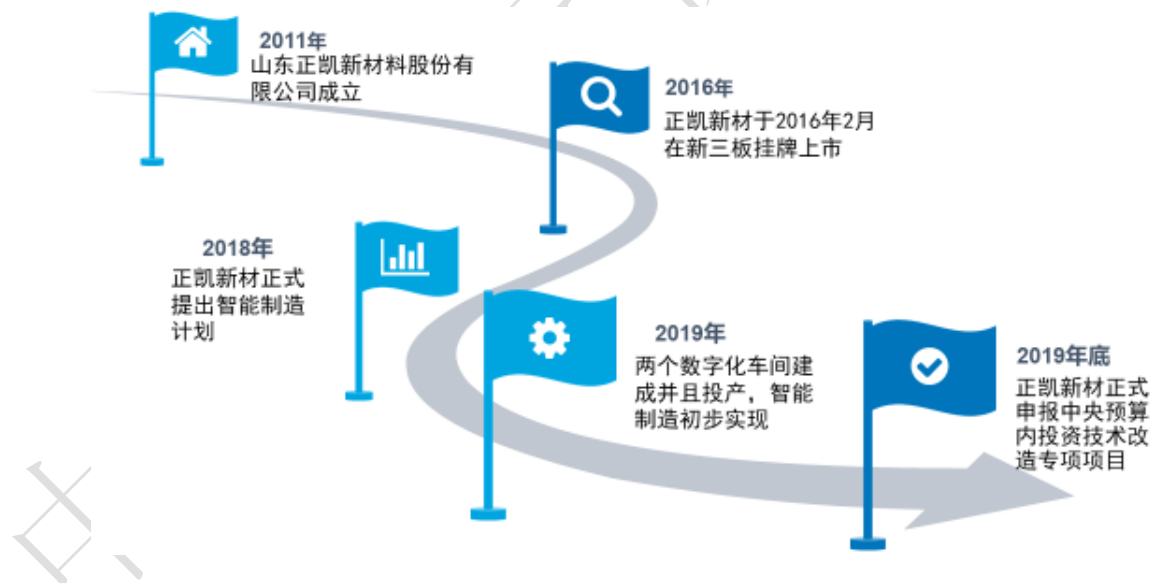 2011年
山东正凯新材料股份有
限公司成立
2016年
正凯新材于2016年2月
在新三板挂牌上市
2018年
正凯新材正式
提出智能制造
计划
2019年
两个数字化车间建
成并且投产，智能
制造初步实现
2019年底
正凯新材正式
申报中央预算
内投资技术改
造专项项目